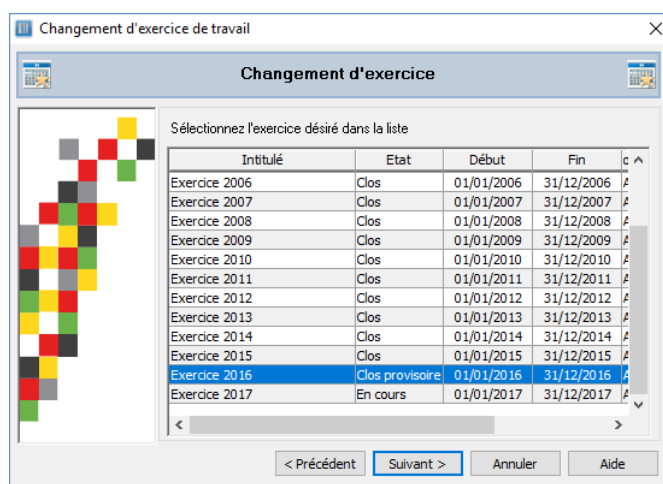 Changement d'exercice de travail
Changement d'exercice
Sélectionnez l'exercice désiré dans la liste
Intitulé Etat Début Fin
Exercice 2006 Clos 01/01/2006 31/12/2006 A
Exercice 2007 Clos 01/01/2007 31/12/2007 A
Exercice 2008 Clos 01/01/2008 31/12/2008 A
Exercice 2009 Clos 01/01/2009 31/12/2009 A
Exercice 2010 Clos 01/01/2010 31/12/2010 A
Exercice 2011 Clos 01/01/2011 31/12/2011 A
Exercice 2012 Clos 01/01/2012 31/12/2012 A
Exercice 2013 Clos 01/01/2013 31/12/2013 A
Exercice 2014 Clos 01/01/2014 31/12/2014 A
Exercice 2015 Clos 01/01/2015 31/12/2015 A
Exercice 2016 Clos provisoire 01/01/2016 31/12/2016 A
Exercice 2017 En cours 01/01/2017 31/12/2017 A
< Précédent Suivant > Annuler Aide